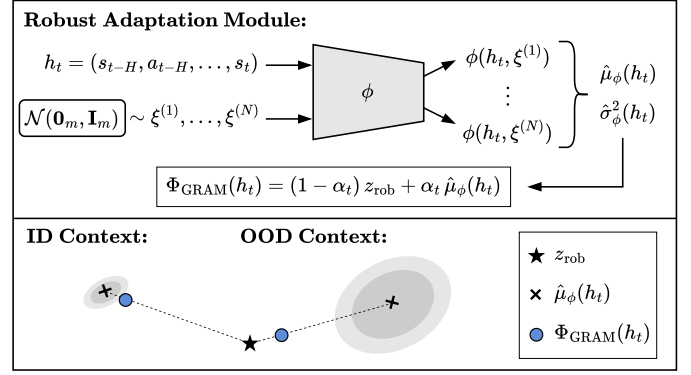 Robust Adaptation Module:
h_t = (s_{t−H}, a_{t−H}, …, s_t)
𝒩(0_m, I_m) ∼ ξ^{(1)}, …, ξ^{(N)}
ϕ
ϕ(h_t, ξ^{(1)})
⋮
ϕ(h_t, ξ^{(N)})
μ̂_ϕ(h_t)
σ̂²_ϕ(h_t)
Φ_GRAM(h_t) = (1 − α_t) z_rob + α_t μ̂_ϕ(h_t)
ID Context:
OOD Context:
★ z_rob
× μ̂_ϕ(h_t)
Φ_GRAM(h_t)